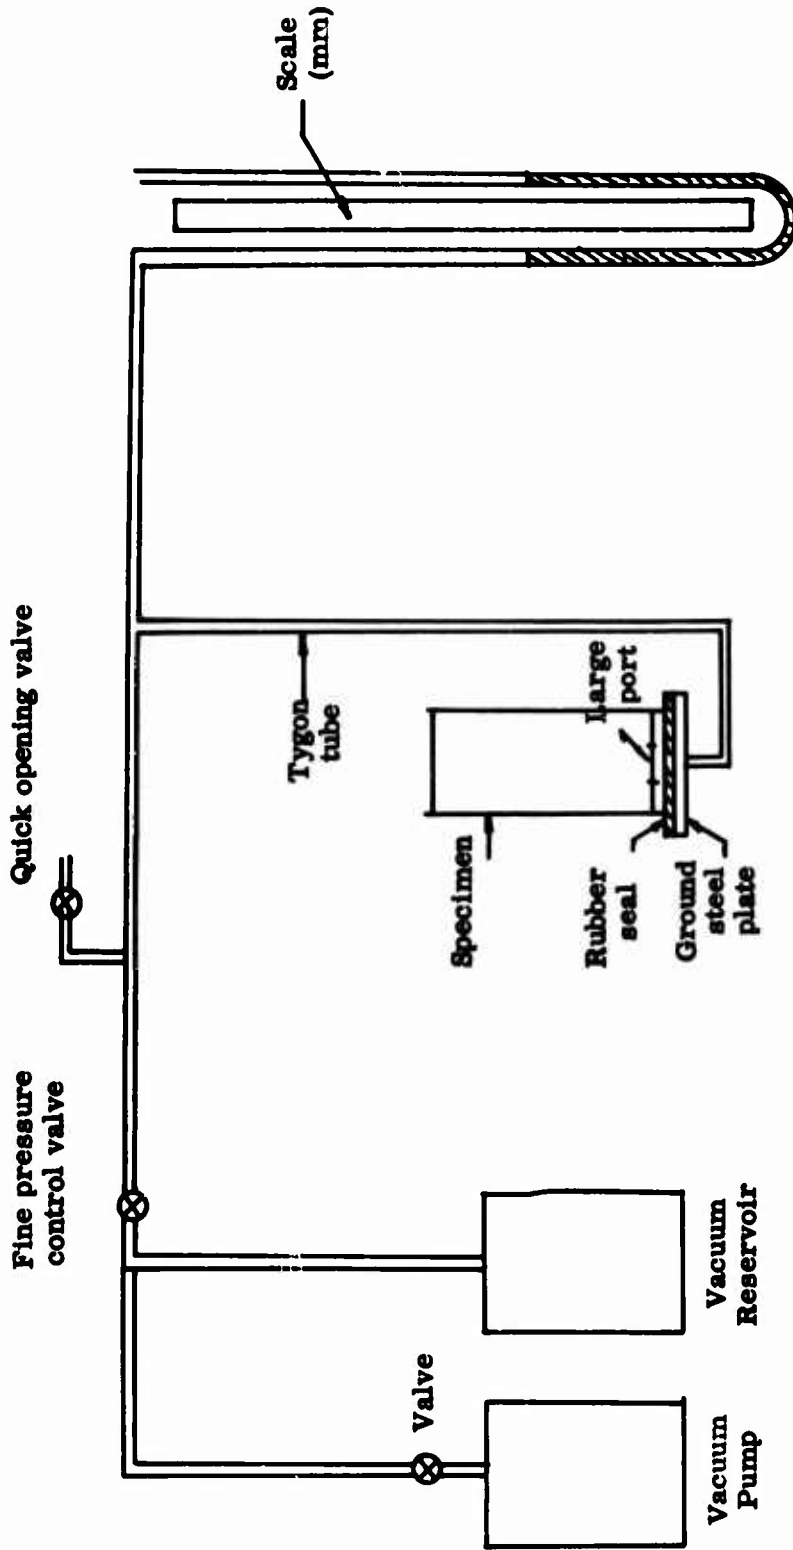 Fine pressure
control valve
Quick opening valve
Scale
(mm)
Tygon
tube
Large
port
Specimen
Rubber
seal
Ground
steel
plate
Valve
Vacuum
Pump
Vacuum
Reservoir